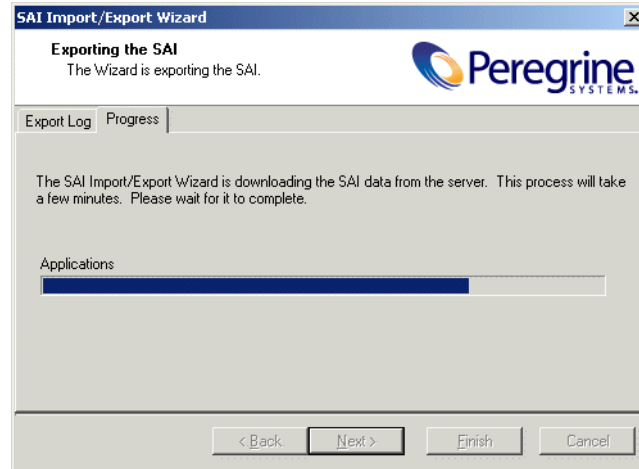 SAI Import/Export Wizard
Exporting the SAI
The Wizard is exporting the SAI.
Peregrine
SYSTEMS.
Export Log
Progress
The SAI Import/Export Wizard is downloading the SAI data from the server. This process will take
a few minutes. Please wait for it to complete.
Applications
< Back
Next >
Finish
Cancel